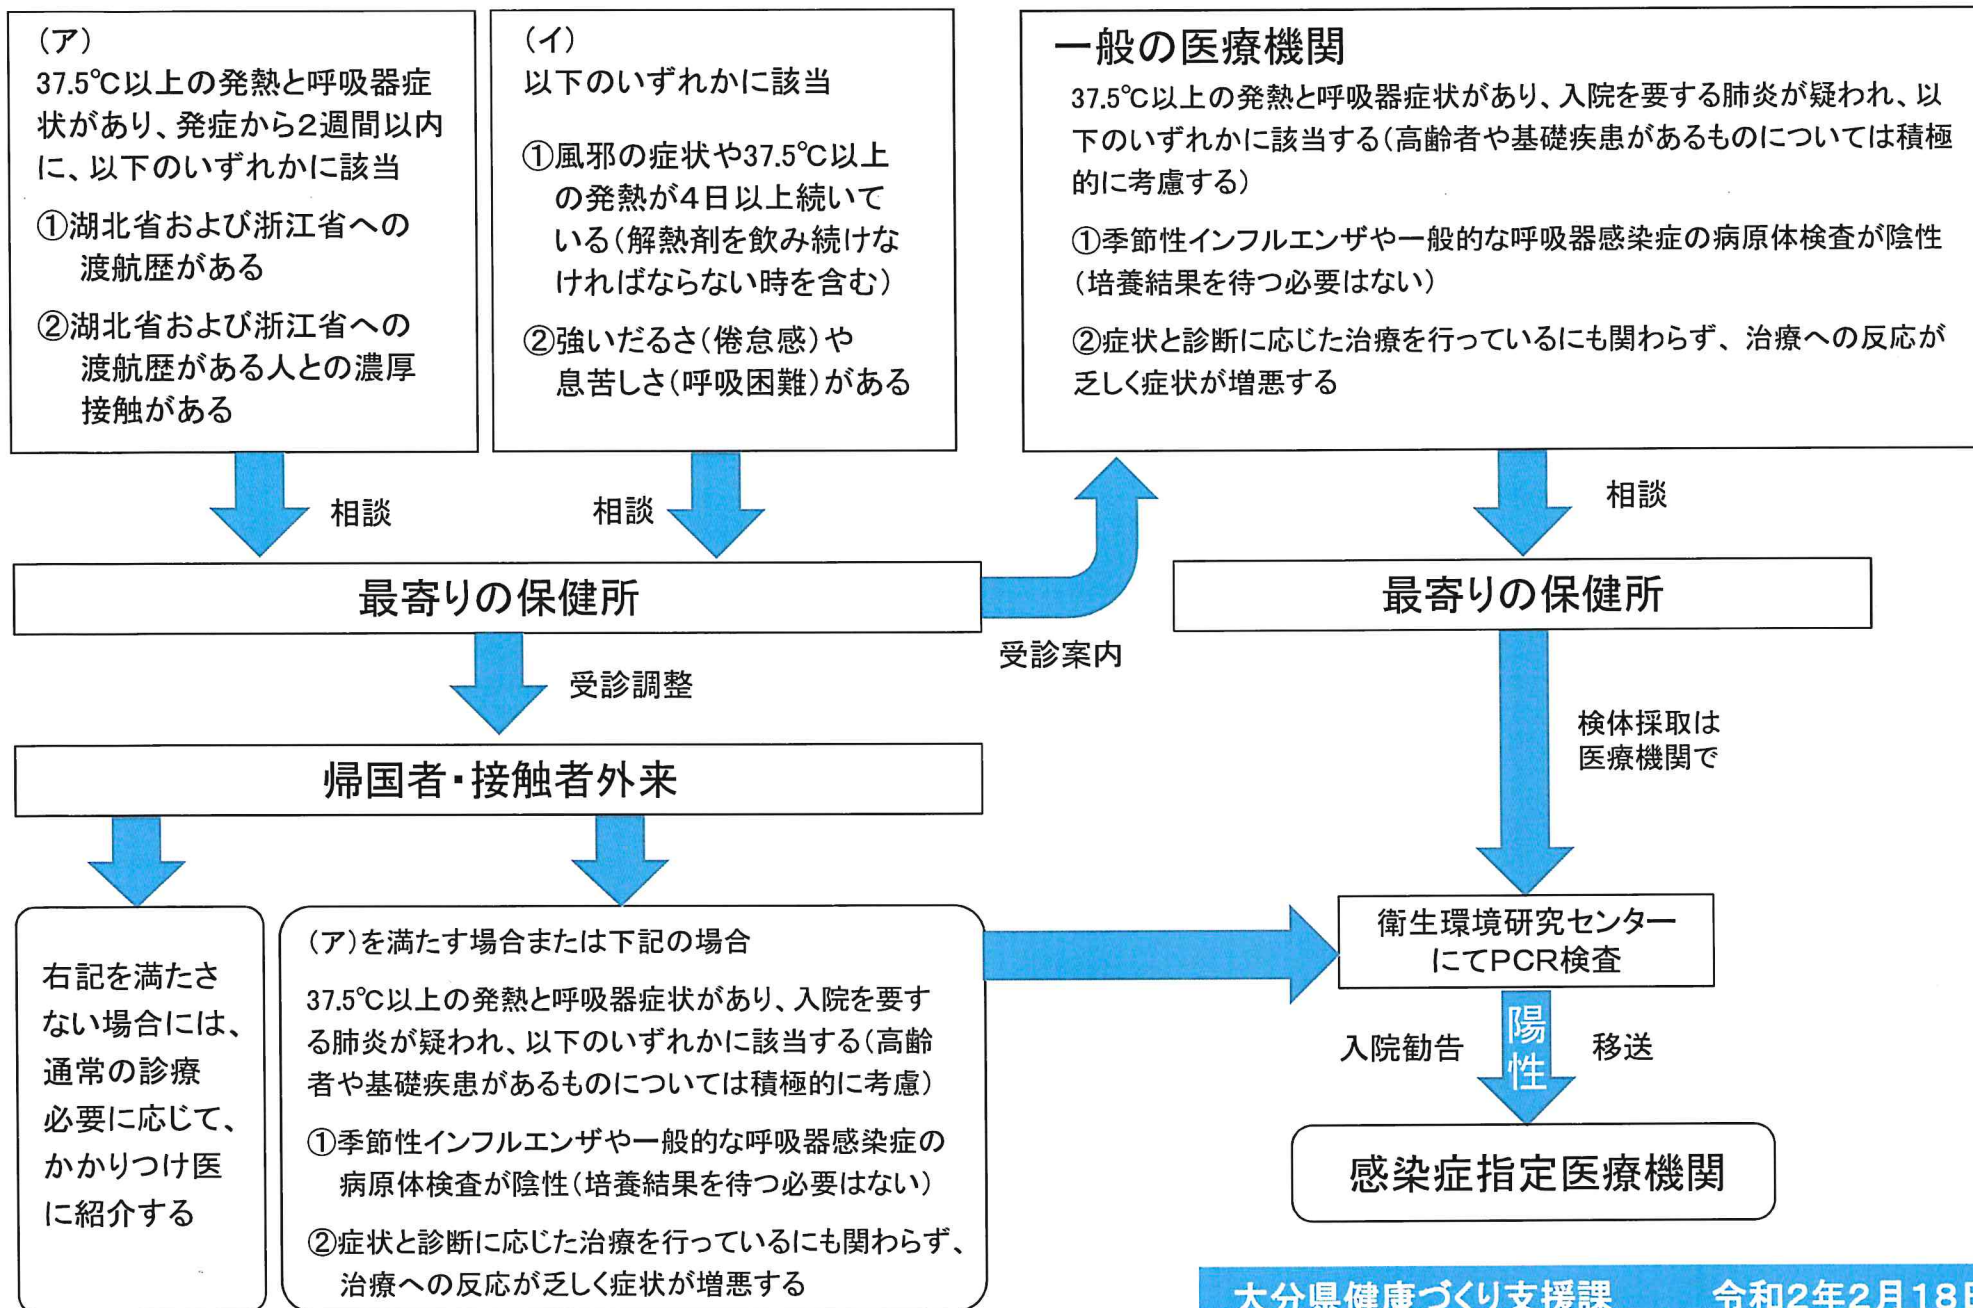 (ア)
37.5℃以上の発熱と呼吸器症
状があり、発症から2週間以内
に、以下のいずれかに該当
①湖北省および浙江省への
渡航歴がある
②湖北省および浙江省への
渡航歴がある人との濃厚
接触がある
(イ)
以下のいずれかに該当
①風邪の症状や37.5℃以上
の発熱が4日以上続いて
いる(解熱剤を飲み続けな
ければならない時を含む)
②強いだるさ(倦怠感)や
息苦しさ(呼吸困難)がある
一般の医療機関
37.5℃以上の発熱と呼吸器症状があり、入院を要する肺炎が疑われ、以
下のいずれかに該当する(高齢者や基礎疾患があるものについては積極
的に考慮する)
①季節性インフルエンザや一般的な呼吸器感染症の病原体検査が陰性
(培養結果を待つ必要はない)
②症状と診断に応じた治療を行っているにも関わらず、治療への反応が
乏しく症状が増悪する
相談
相談
相談
最寄りの保健所
最寄りの保健所
受診案内
受診調整
検体採取は
医療機関で
帰国者・接触者外来
右記を満たさ
ない場合には、
通常の診療
必要に応じて、
かかりつけ医
に紹介する
(ア)を満たす場合または下記の場合
37.5℃以上の発熱と呼吸器症状があり、入院を要す
る肺炎が疑われ、以下のいずれかに該当する(高齢
者や基礎疾患があるものについては積極的に考慮)
①季節性インフルエンザや一般的な呼吸器感染症の
病原体検査が陰性(培養結果を待つ必要はない)
②症状と診断に応じた治療を行っているにも関わらず、
治療への反応が乏しく症状が増悪する
衛生環境研究センター
にてPCR検査
入院勧告
陽性
移送
感染症指定医療機関
大分県健康づくり支援課 令和2年2月18日